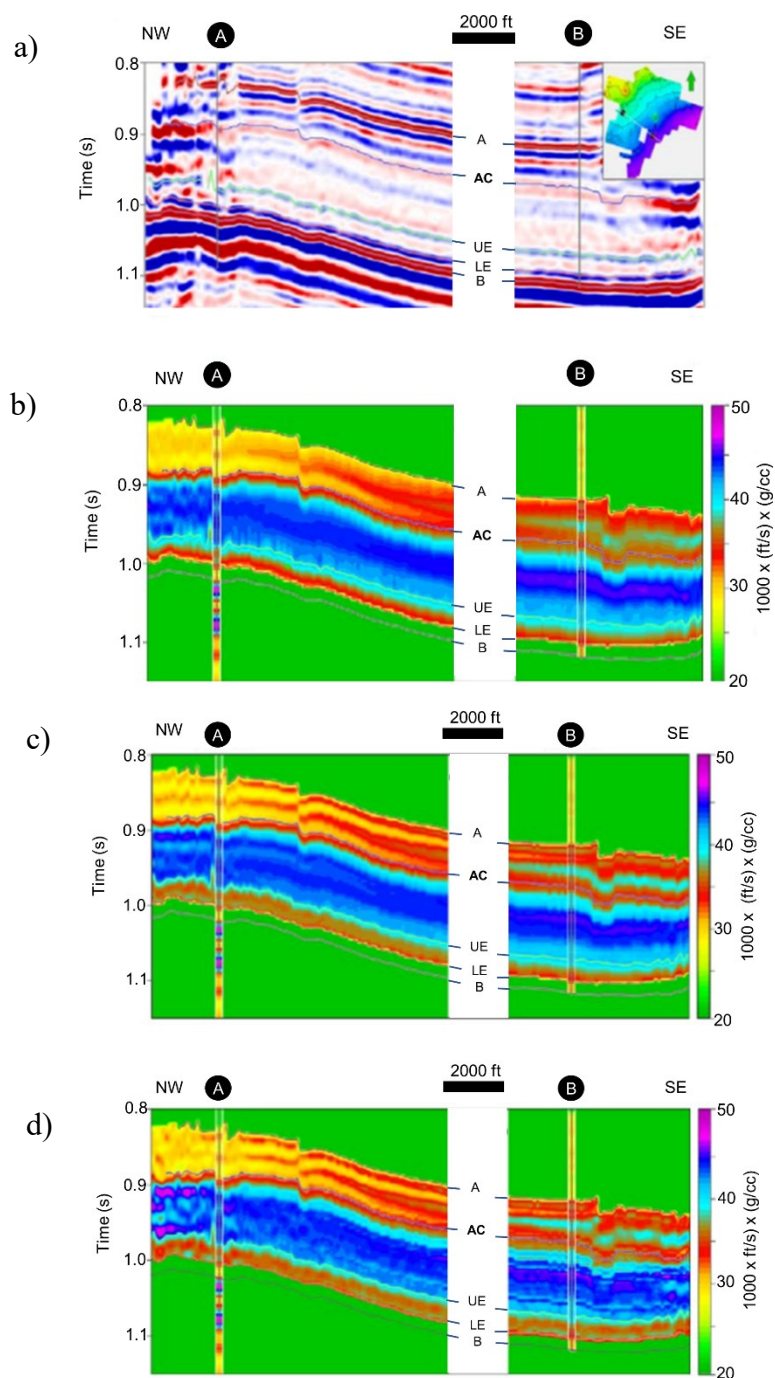 a)
2000 ft
NW A B SE
0.8
0.9
1.0
1.1
Time (s)
A
AC
UE
LE
B
b)
NW A B SE
0.8
0.9
1.0
1.1
Time (s)
A
AC
UE
LE
B
50
40
30
20
1000 x (ft/s) x (g/cc)
c)
2000 ft
NW A B SE
0.8
0.9
1.0
1.1
Time (s)
A
AC
UE
LE
B
50
40
30
20
1000 x (ft/s) x (g/cc)
d)
2000 ft
NW A B SE
0.8
0.9
1.0
1.1
Time (s)
A
AC
UE
LE
B
50
40
30
20
1000 x ft/s) x (g/cc)